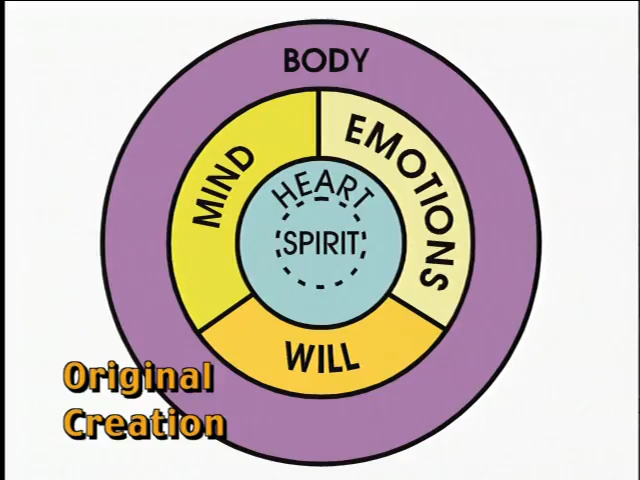 BODY
MIND
EMOTIONS
HEART
SPIRIT
WILL
Original
Creation